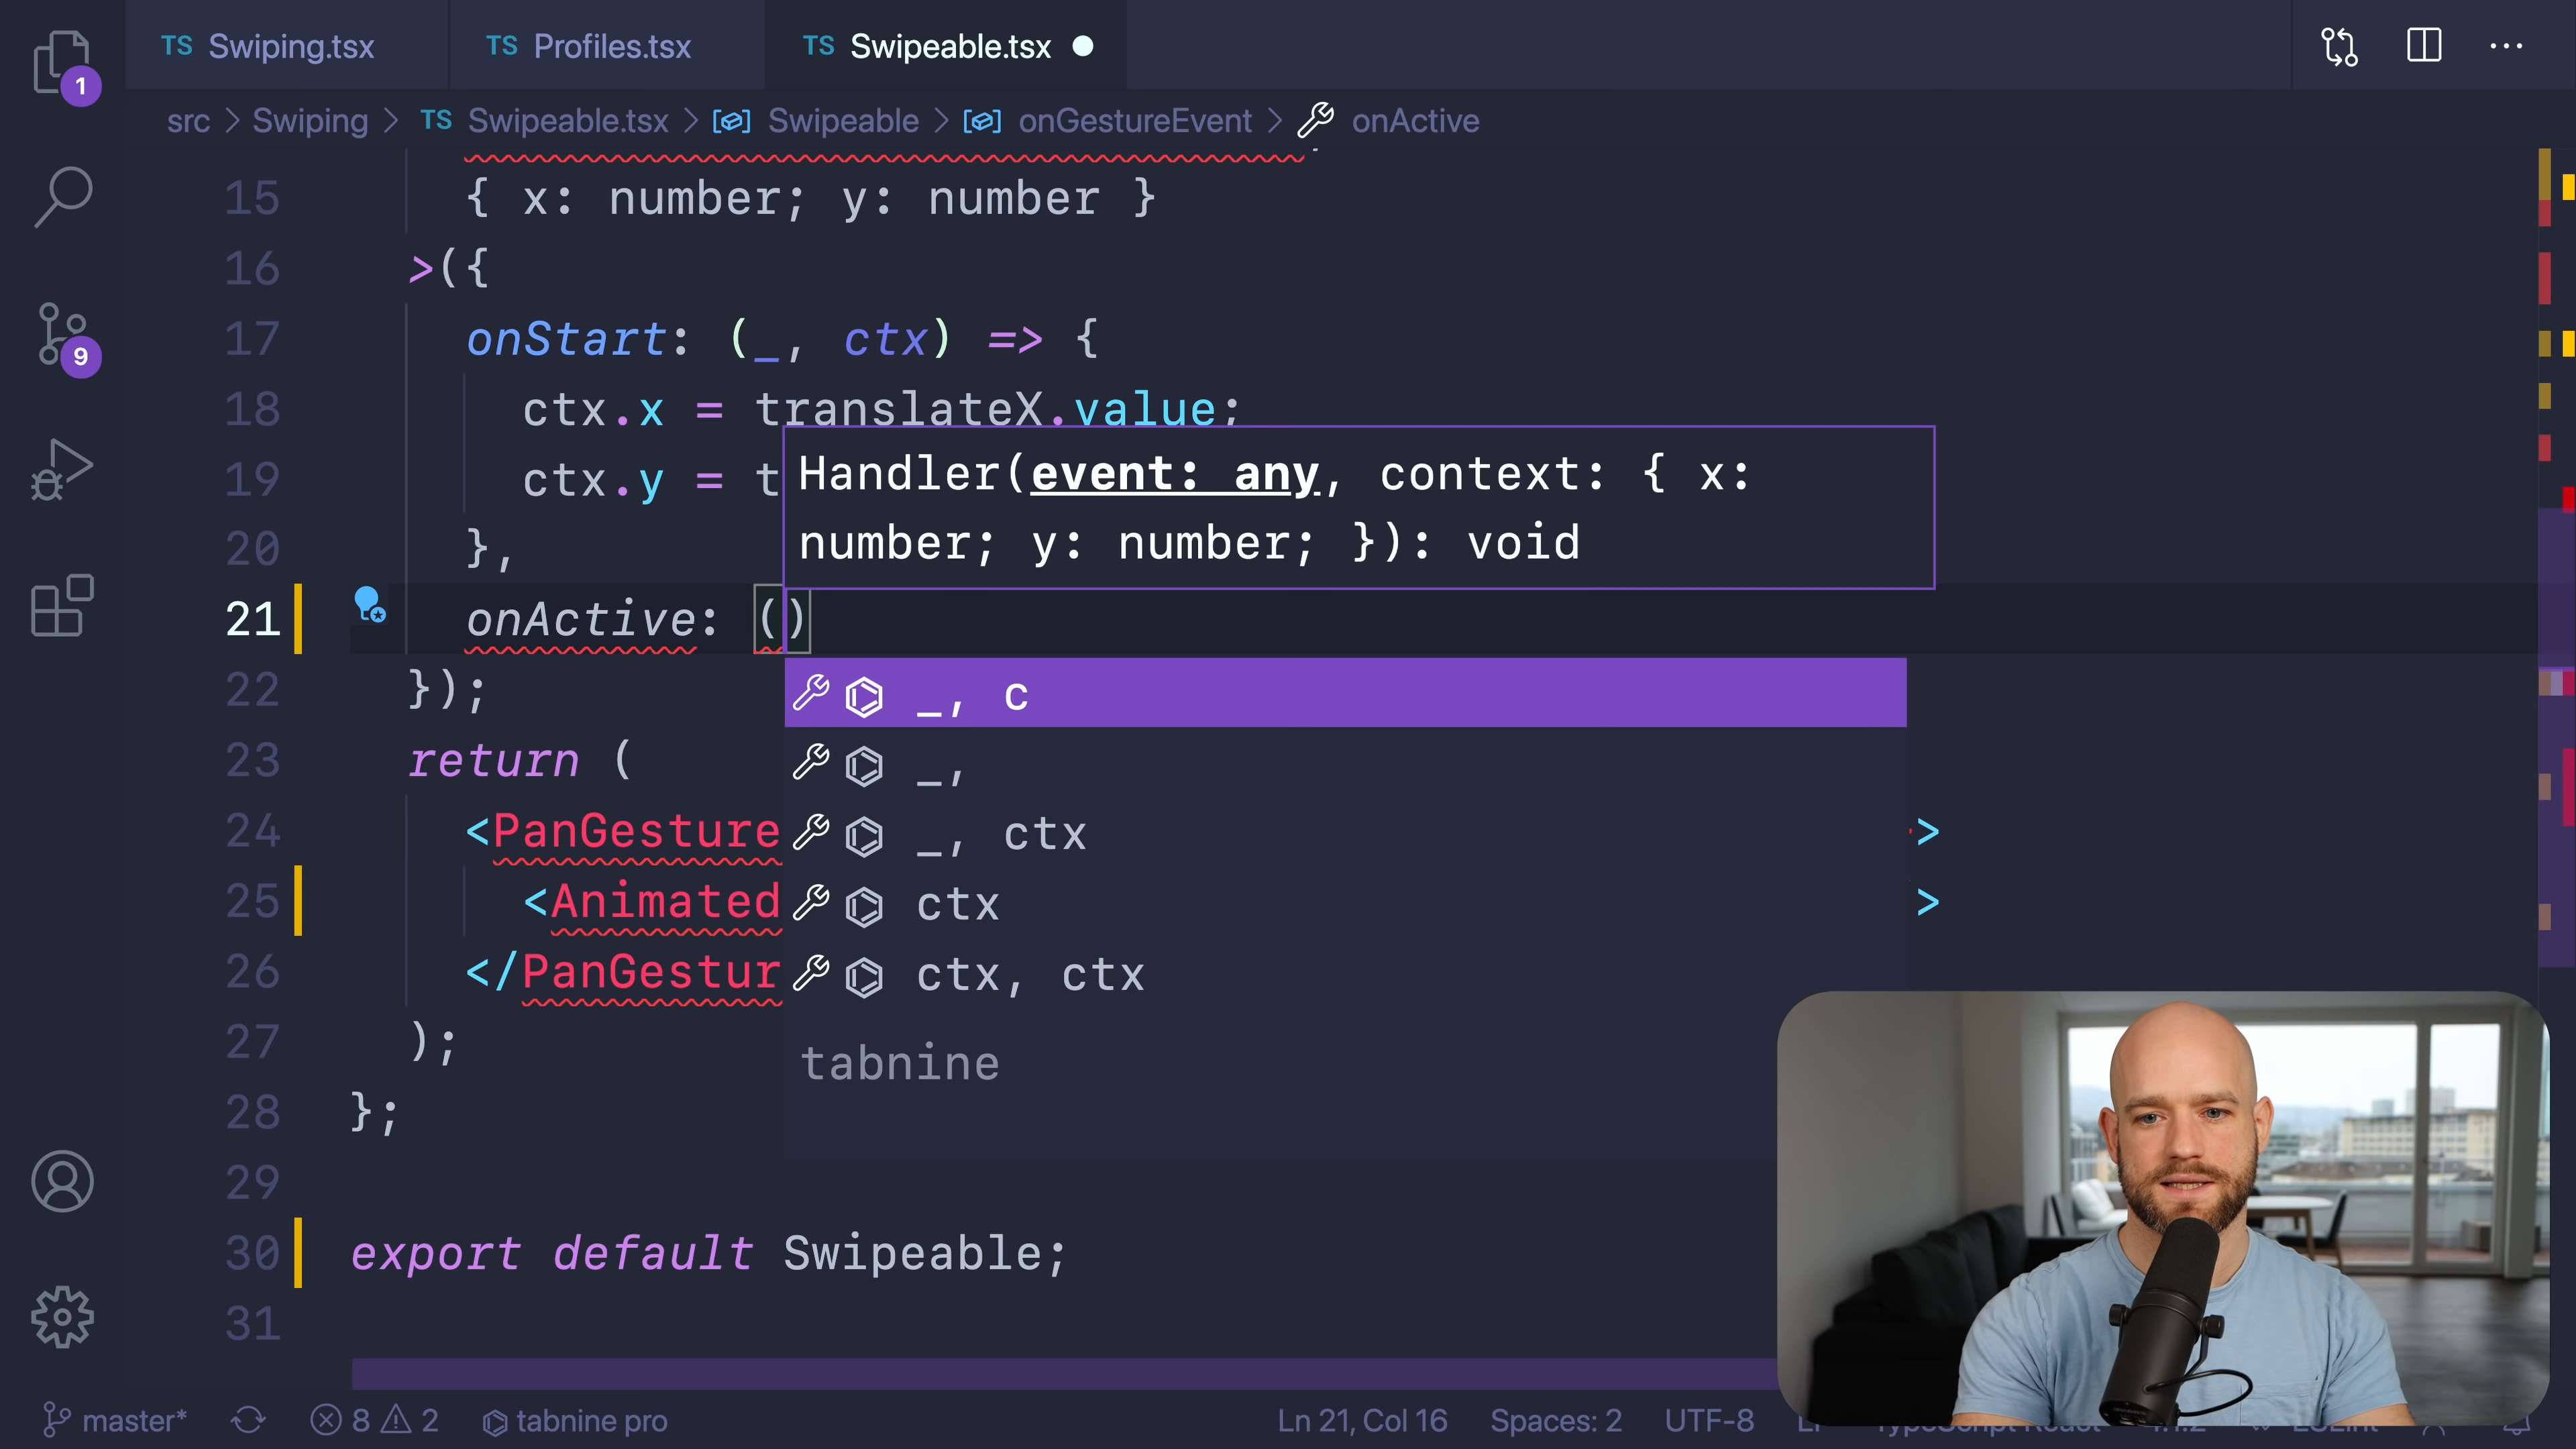 1
TS Swiping.tsx
TS Profiles.tsx
TS Swipeable.tsx
src > Swiping > TS Swipeable.tsx > Swipeable > onGestureEvent > onActive
15 { x: number; y: number }
16 >({
17 onStart: (_, ctx) => {
18 ctx.x = translateX.value;
19 ctx.y = t
Handler(event: any, context: { x:
number; y: number; }): void
20 },
21 onActive: ()
22 });
_, c
23 return (
_,
24 <PanGesture >
_, ctx
25 <Animated >
ctx
26 </PanGestur
ctx, ctx
27 );
tabnine
28 };
29
30 export default Swipeable;
31
9
master* 8 2 tabnine pro Ln 21, Col 16 Spaces: 2 UTF-8